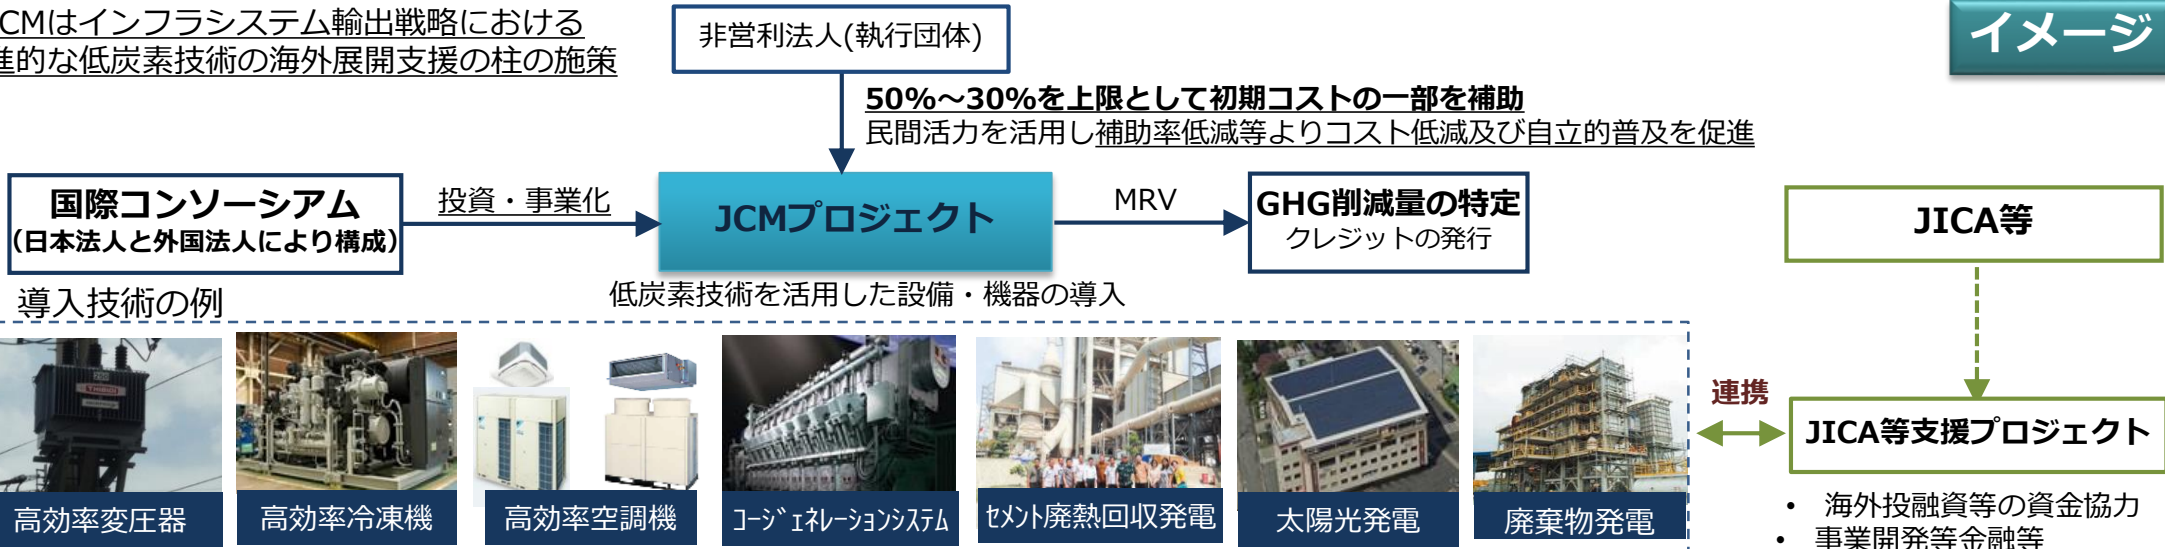 CMはインフラシステム輸出戦略における
進的な低炭素技術の海外展開支援の柱の施策
非営利法人(執行団体)
イメージ
50%～30%を上限として初期コストの一部を補助
民間活力を活用し補助率低減等よりコスト低減及び自立的普及を促進
国際コンソーシアム
(日本法人と外国法人により構成)
投資・事業化
JCMプロジェクト
MRV
GHG削減量の特定
クレジットの発行
JICA等
低炭素技術を活用した設備・機器の導入
導入技術の例
高効率変圧器
高効率冷凍機
高効率空調機
ｺｰｼﾞｪﾈﾚｰｼｮﾝｼｽﾃﾑ
ｾﾒﾝﾄ廃熱回収発電
太陽光発電
廃棄物発電
連携
JICA等支援プロジェクト
• 海外投融資等の資金協力
• 事業開発等金融等